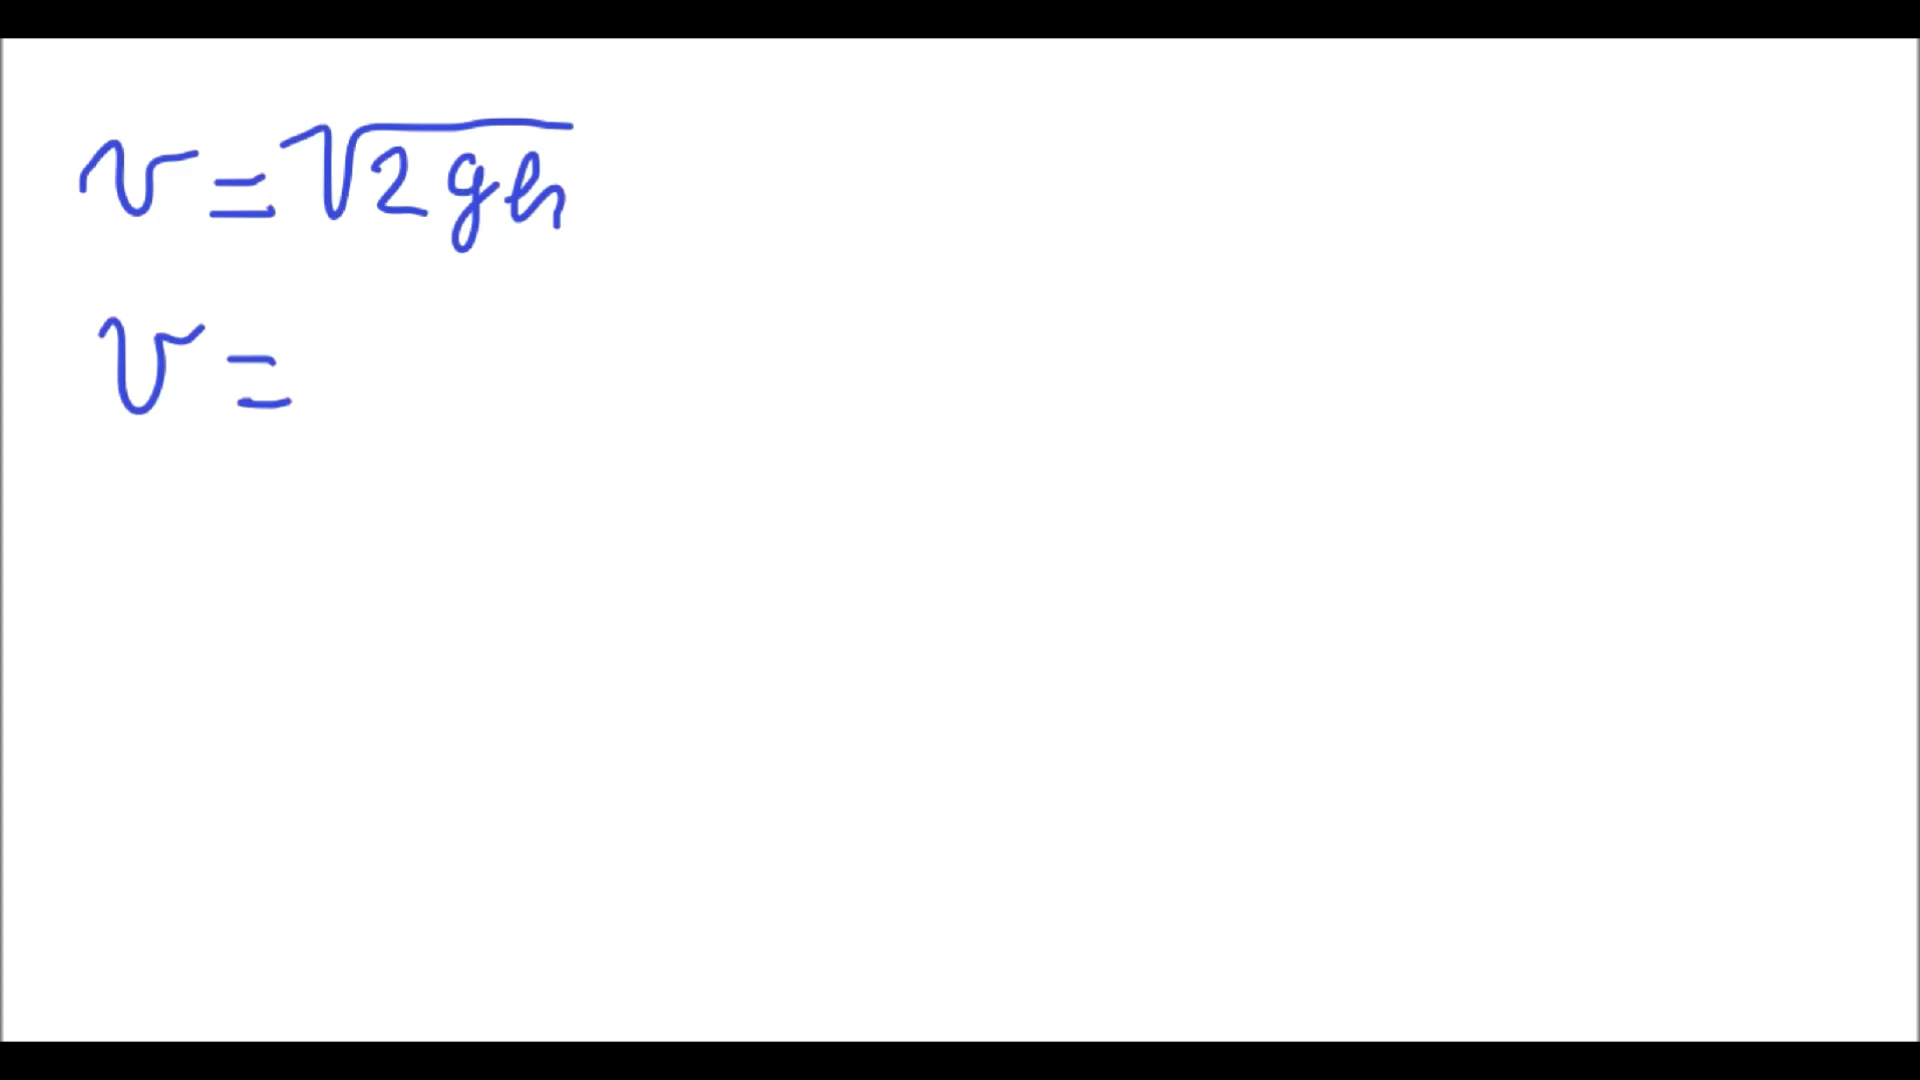 v = √2gh
v =